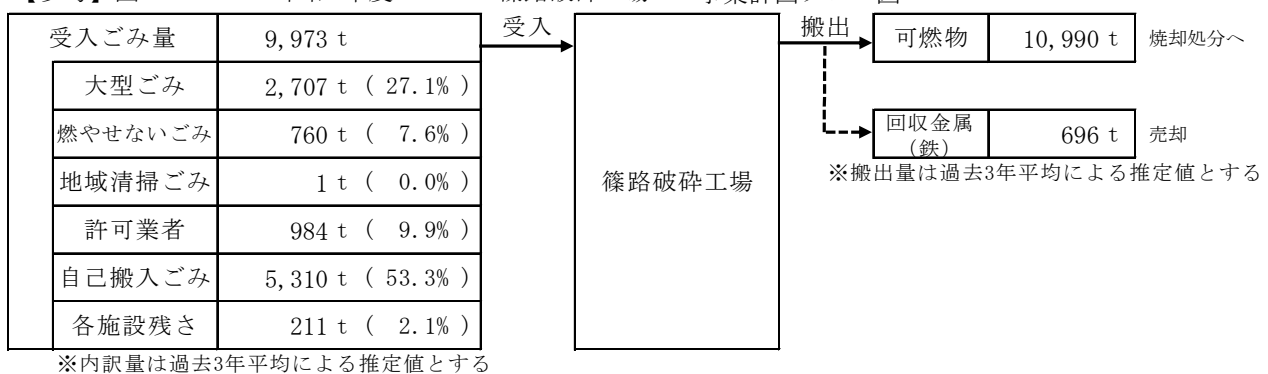 受入ごみ量 9,973 t
大型ごみ 2,707 t ( 27.1% )
燃やせないごみ 760 t ( 7.6% )
地域清掃ごみ 1 t ( 0.0% )
許可業者 984 t ( 9.9% )
自己搬入ごみ 5,310 t ( 53.3% )
各施設残さ 211 t ( 2.1% )
※内訳量は過去3年平均による推定値とする
受入
篠路破砕工場
搬出
可燃物 10,990 t 焼却処分へ
回収金属
(鉄)
696 t 売却
※搬出量は過去3年平均による推定値とする